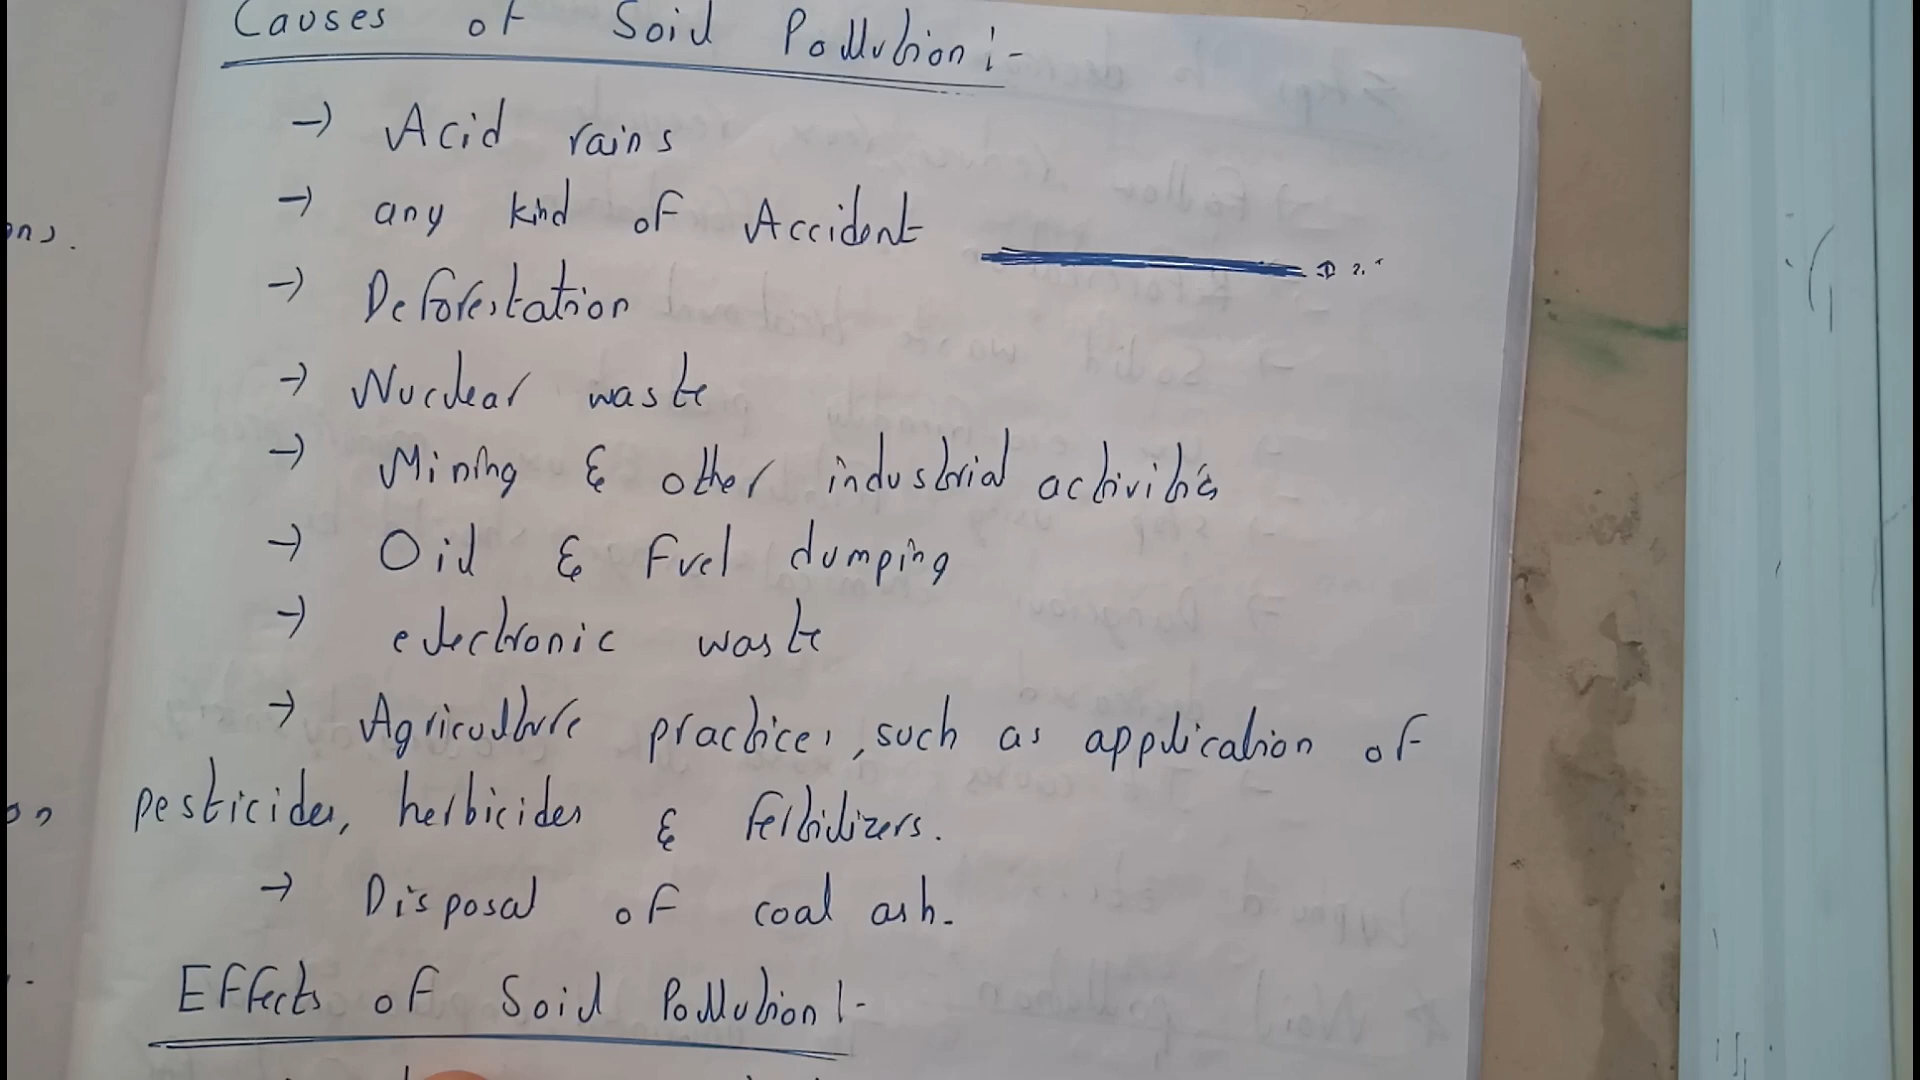 Causes of Soil Pollution :-
→ Acid rains
→ any kind of Accident
→ Deforestation
→ Nuclear waste
→ Mining & other industrial activities
→ Oil & Fuel dumping
→ electronic waste
→ Agriculture practices, such as application of
pesticides, herbicides & fertilizers.
→ Disposal of coal ash.
Effects of Soil Pollution :-